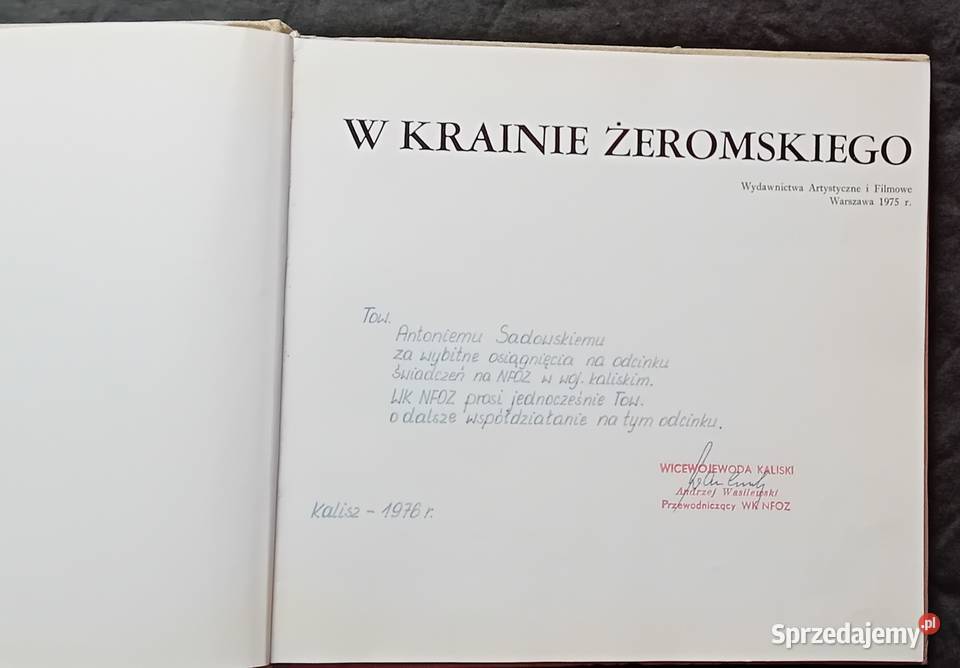 W KRAINIE ŻEROMSKIEGO
Wydawnictwa Artystyczne i Filmowe
Warszawa 1975 r.
Tow.
Antoniemu Sadowskiemu
za wybitne osiągnięcia na odcinku
świadczeń na NFOZ w woj. kaliskim.
WK NFOZ prosi jednocześnie Tow.
o dalsze współdziałanie na tym odcinku.
WICEWOJEWODA KALISKI
Andrzej Wasilewski
Przewodniczący WK NFOZ
Kalisz - 1976 r.
Sprzedajemy.pl